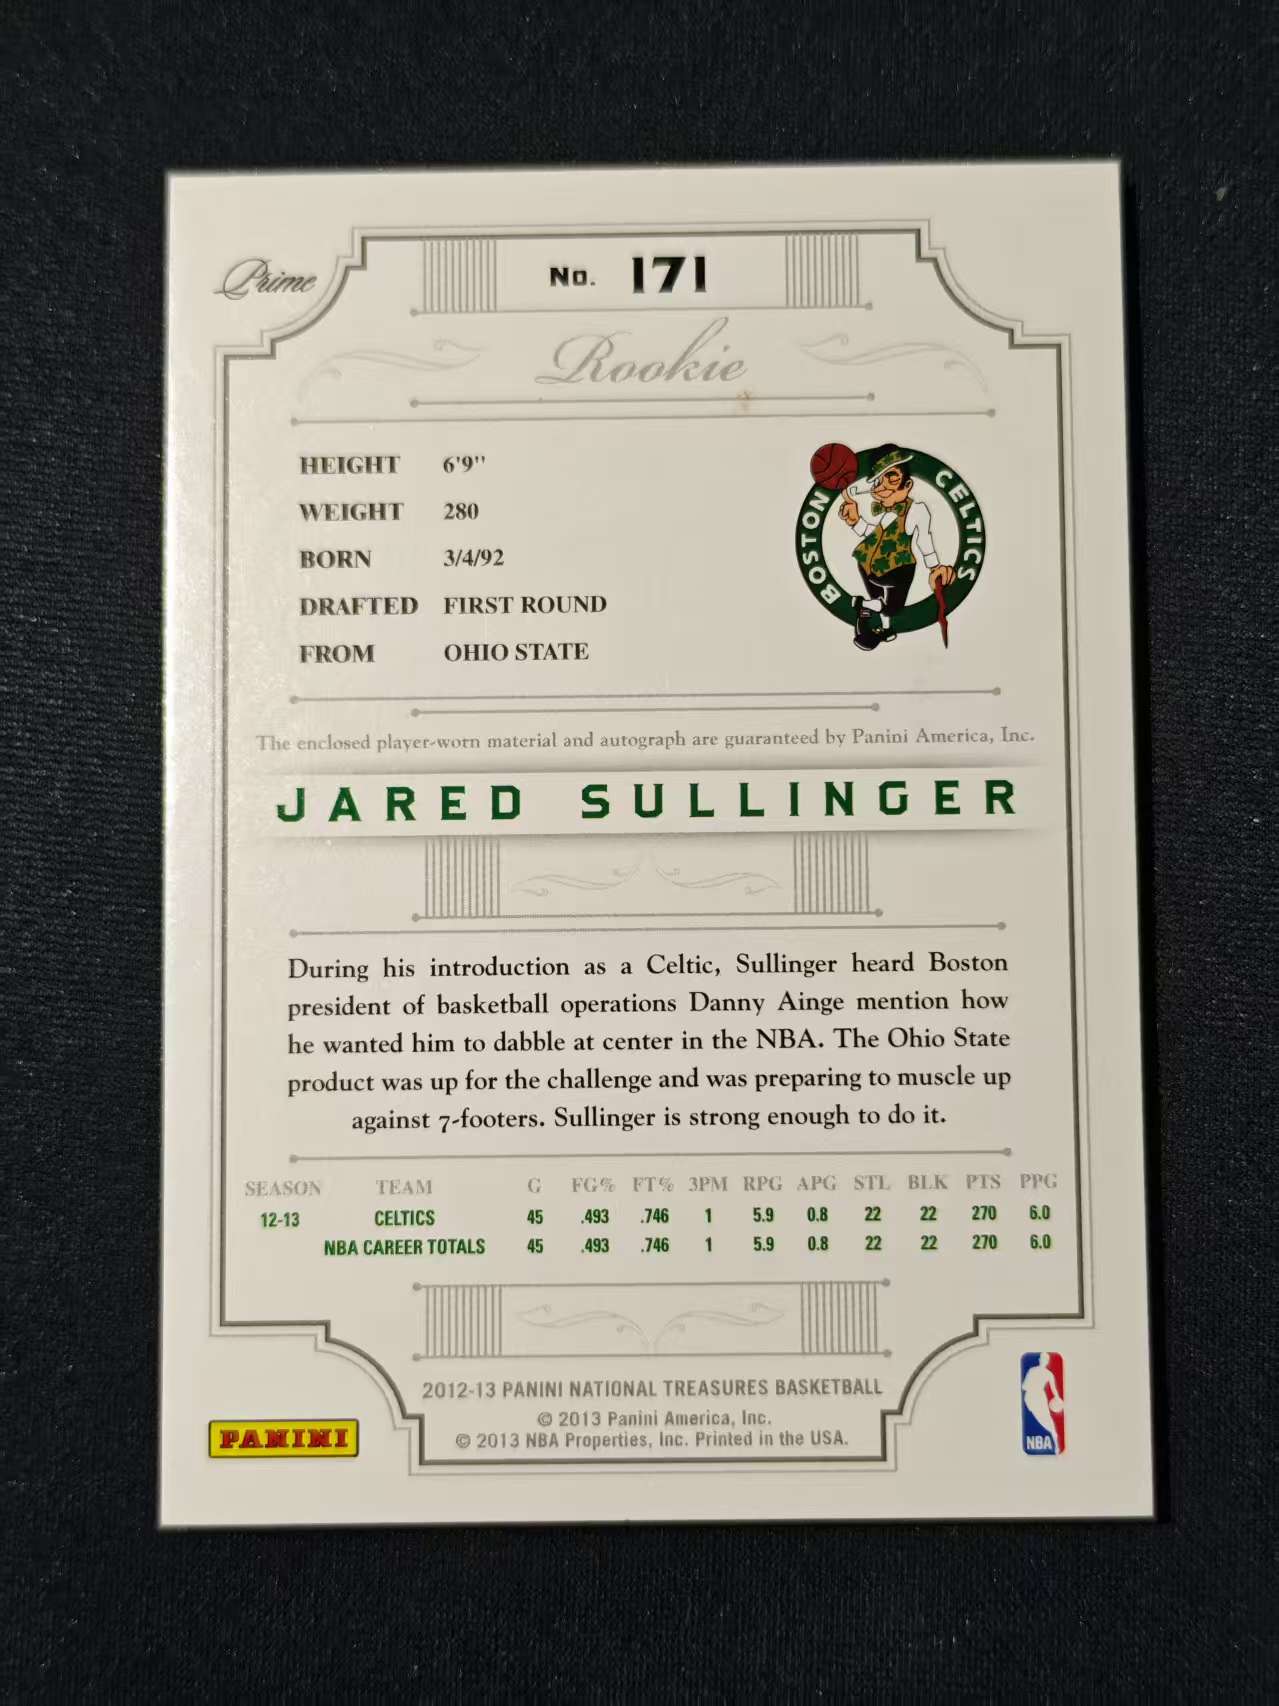 Prime
No. 171
Rookie
HEIGHT 6'9"
WEIGHT 280
BORN 3/4/92
DRAFTED FIRST ROUND
FROM OHIO STATE
BOSTON CELTICS
The enclosed player-worn material and autograph are guaranteed by Panini America, Inc.
JARED SULLINGER
During his introduction as a Celtic, Sullinger heard Boston
president of basketball operations Danny Ainge mention how
he wanted him to dabble at center in the NBA. The Ohio State
product was up for the challenge and was preparing to muscle up
against 7-footers. Sullinger is strong enough to do it.
SEASON TEAM G FG% FT% 3PM RPG APG STL BLK PTS PPG
12-13 CELTICS 45 .493 .746 1 5.9 0.8 22 22 270 6.0
NBA CAREER TOTALS 45 .493 .746 1 5.9 0.8 22 22 270 6.0
2012-13 PANINI NATIONAL TREASURES BASKETBALL
© 2013 Panini America, Inc.
© 2013 NBA Properties, Inc. Printed in the USA.
PANINI
NBA